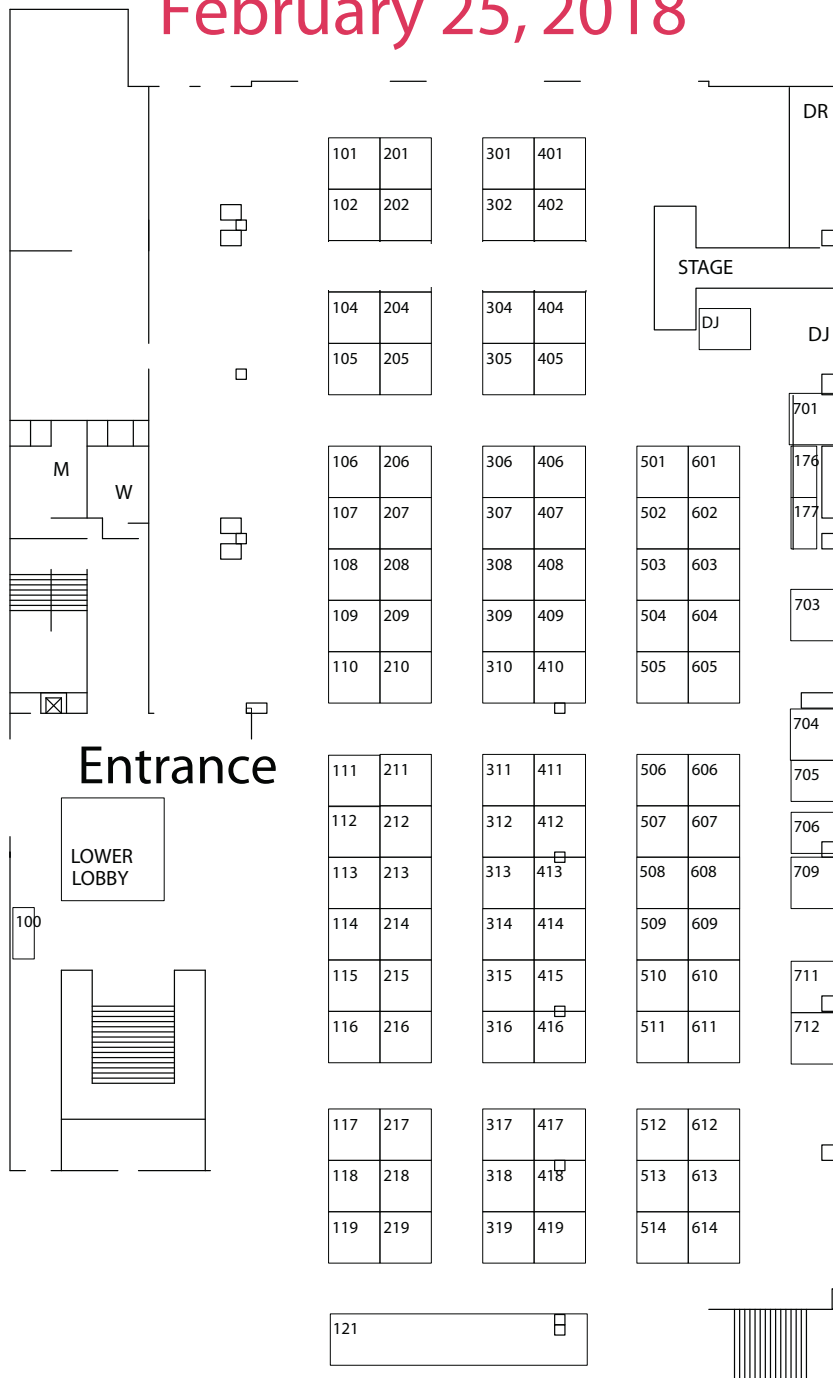 February 25, 2018
DR
101 201 301 401
102 202 302 402
STAGE
104 204 304 404
DJ
DJ
105 205 305 405
701
106 206 306 406 501 601 176
M
W
107 207 307 407 502 602 177
108 208 308 408 503 603
109 209 309 409 504 604 703
110 210 310 410 505 605
704
Entrance
111 211 311 411 506 606 705
112 212 312 412 507 607 706
LOWER
LOBBY
113 213 313 413 508 608 709
100
114 214 314 414 509 609
115 215 315 415 510 610 711
116 216 316 416 511 611 712
117 217 317 417 512 612
118 218 318 418 513 613
119 219 319 419 514 614
121